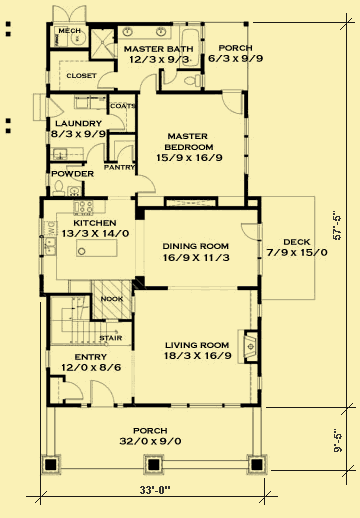 MECH
MASTER BATH
12/3 X 9/3
PORCH
6/3 X 9/9
CLOSET
COATS
LAUNDRY
8/3 X 9/9
MASTER
BEDROOM
15/9 X 16/9
PANTRY
POWDER
KITCHEN
13/3 X 14/0
DINING ROOM
16/9 X 11/3
DECK
7/9 X 15/0
57'-5"
NOOK
STAIR
LIVING ROOM
18/3 X 16/9
ENTRY
12/0 X 8/6
PORCH
32/0 X 9/0
9'-5"
33'-0"